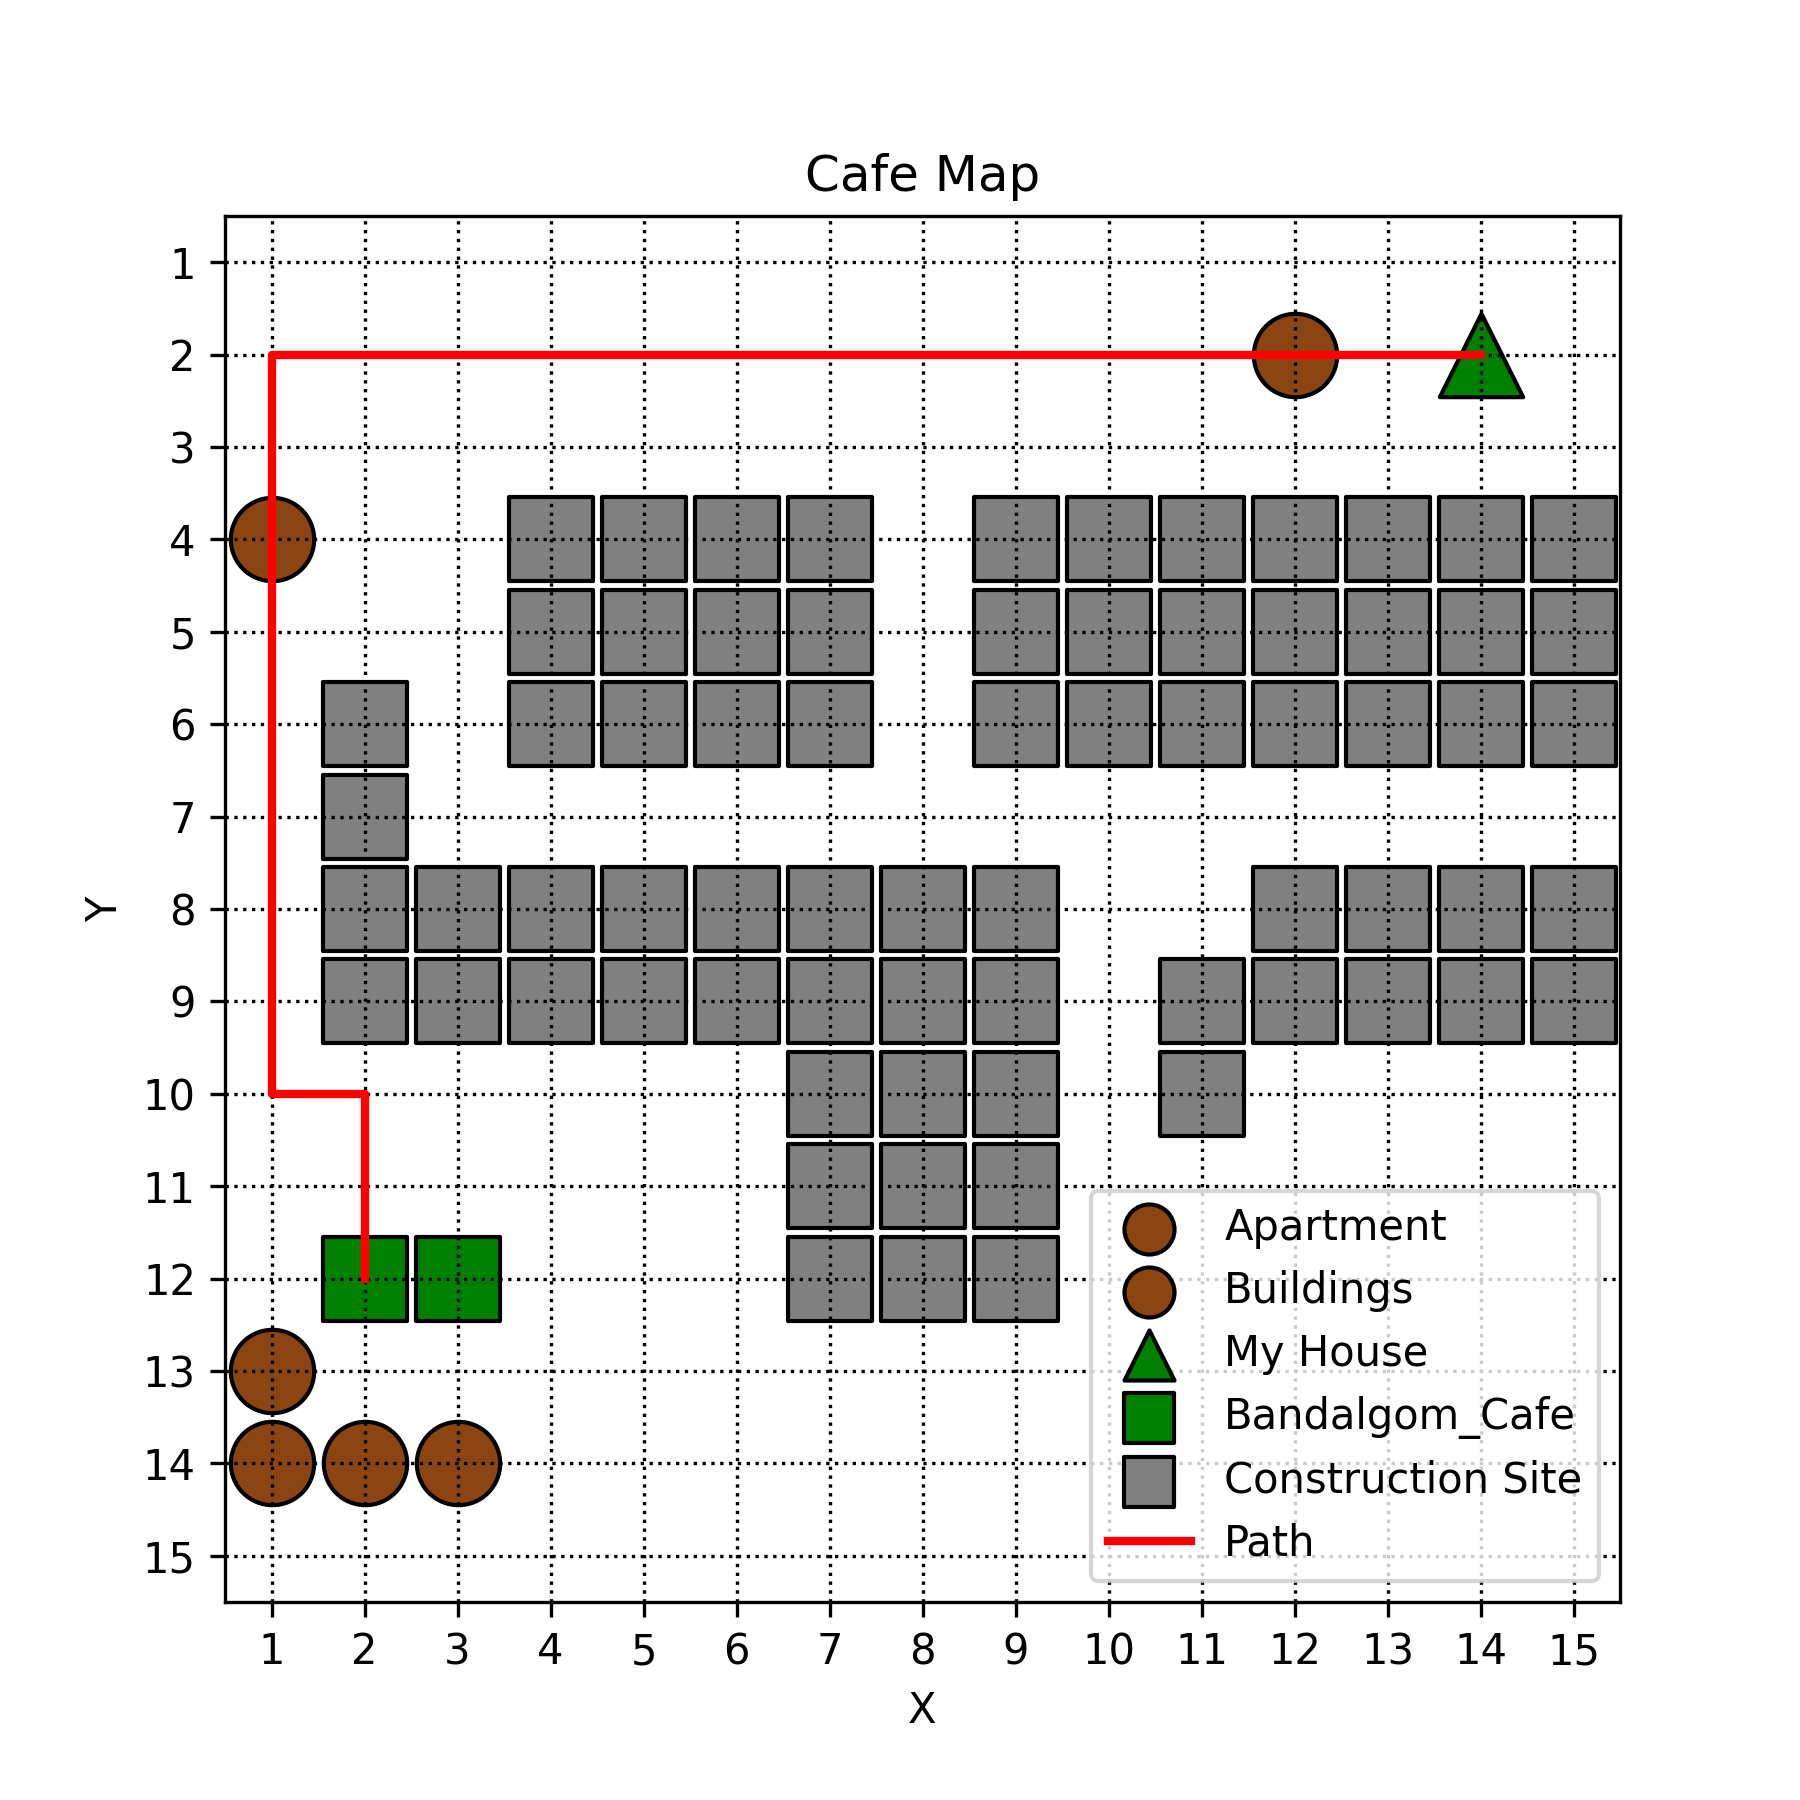 Cafe Map
1
2
3
4
5
6
7
8
9
10
11
12
13
14
15
Y
Apartment
Buildings
My House
Bandalgom_Cafe
Construction Site
Path
1 2 3 4 5 6 7 8 9 10 11 12 13 14 15
X